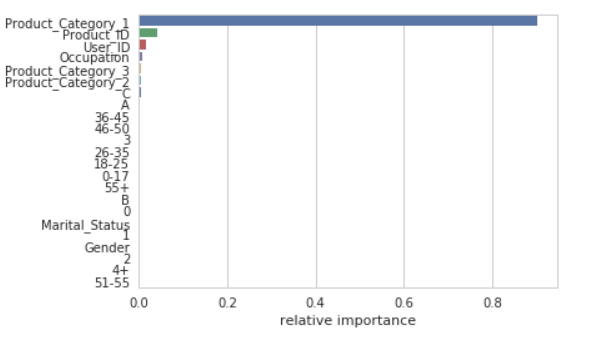 Product_Category_1
Product_ID
User_ID
Occupation
Product_Category_3
Product_Category_2
C
A
36-45
46-50
3
26-35
18-25
0-17
55+
B
0
Marital_Status
1
Gender
2
4+
51-55
0.0 0.2 0.4 0.6 0.8
relative importance